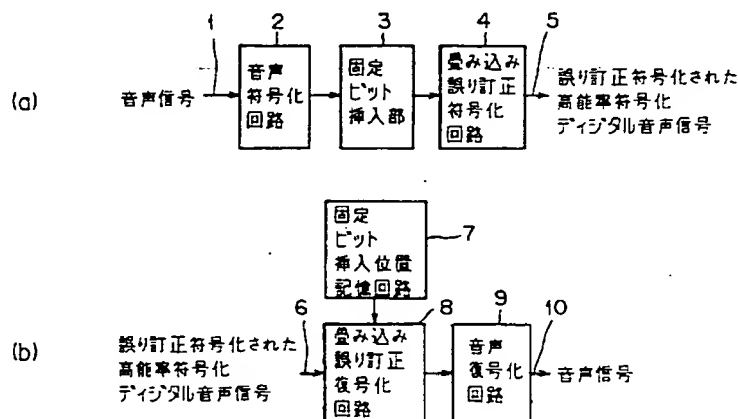 (a)
1
2
3
4
5
音声信号
音声
符号化
回路
固定
ビット
挿入部
畳み込み
誤り訂正
符号化
回路
誤り訂正符号化された
高能率符号化
ディジタル音声信号
(b)
固定
ビット
挿入位置
記憶回路
7
6
8
9
10
誤り訂正符号化された
高能率符号化
ディジタル音声信号
畳み込み
誤り訂正
復号化
回路
音声
復号化
回路
音声信号